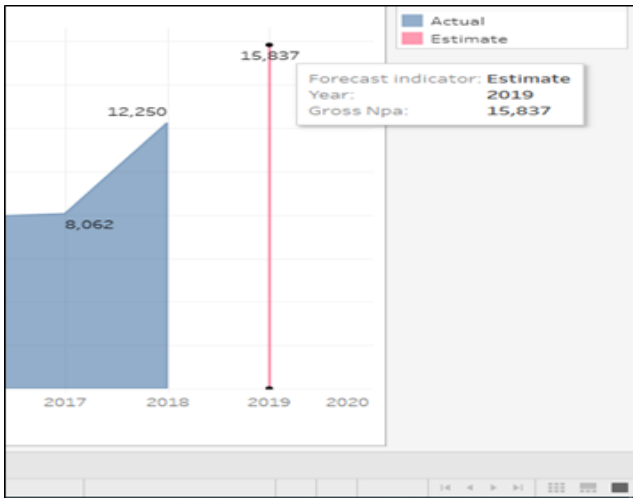 Actual
Estimate
15,837
Forecast indicator: Estimate
Year: 2019
Gross Npa: 15,837
12,250
8,062
2017 2018 2019 2020